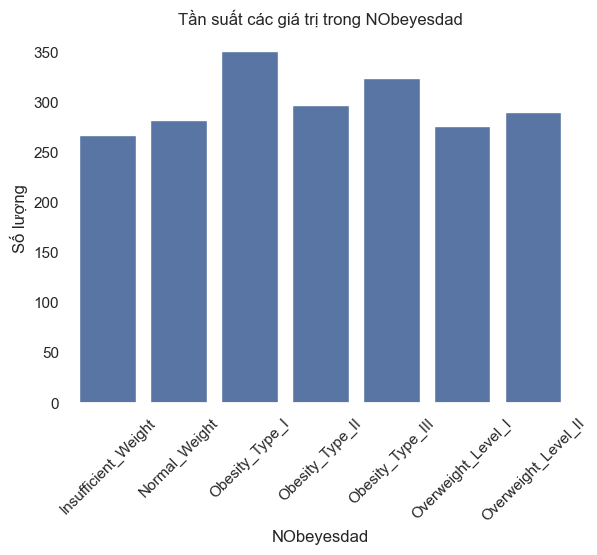 Tần suất các giá trị trong NObeyesdad
350
300
250
200
150
100
50
0
Số lượng
Insufficient_Weight
Normal_Weight
Obesity_Type_I
Obesity_Type_II
Obesity_Type_III
Overweight_Level_I
Overweight_Level_II
NObeyesdad